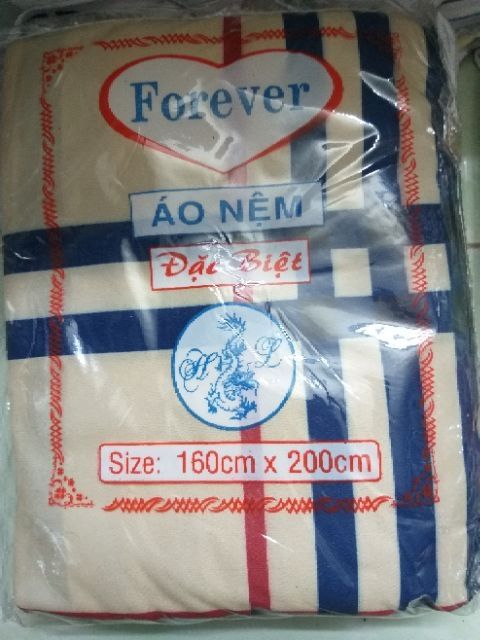 Forever
ÁO NỆM
Đặc Biệt
H L
Size: 160cm x 200cm